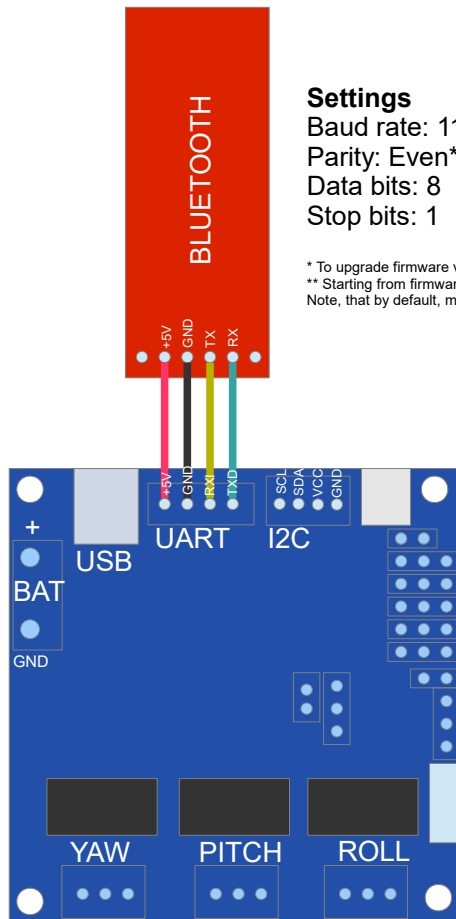 BLUETOOTH
+5V
GND
TX
RX
Settings
Baud rate: 11
Parity: Even*
Data bits: 8
Stop bits: 1
* To upgrade firmware
** Starting from firmwar
Note, that by default, m
+5V
GND
RXI
TXD
SCL
SDA
VCC
GND
UART
I2C
USB
+
BAT
GND
YAW
PITCH
ROLL